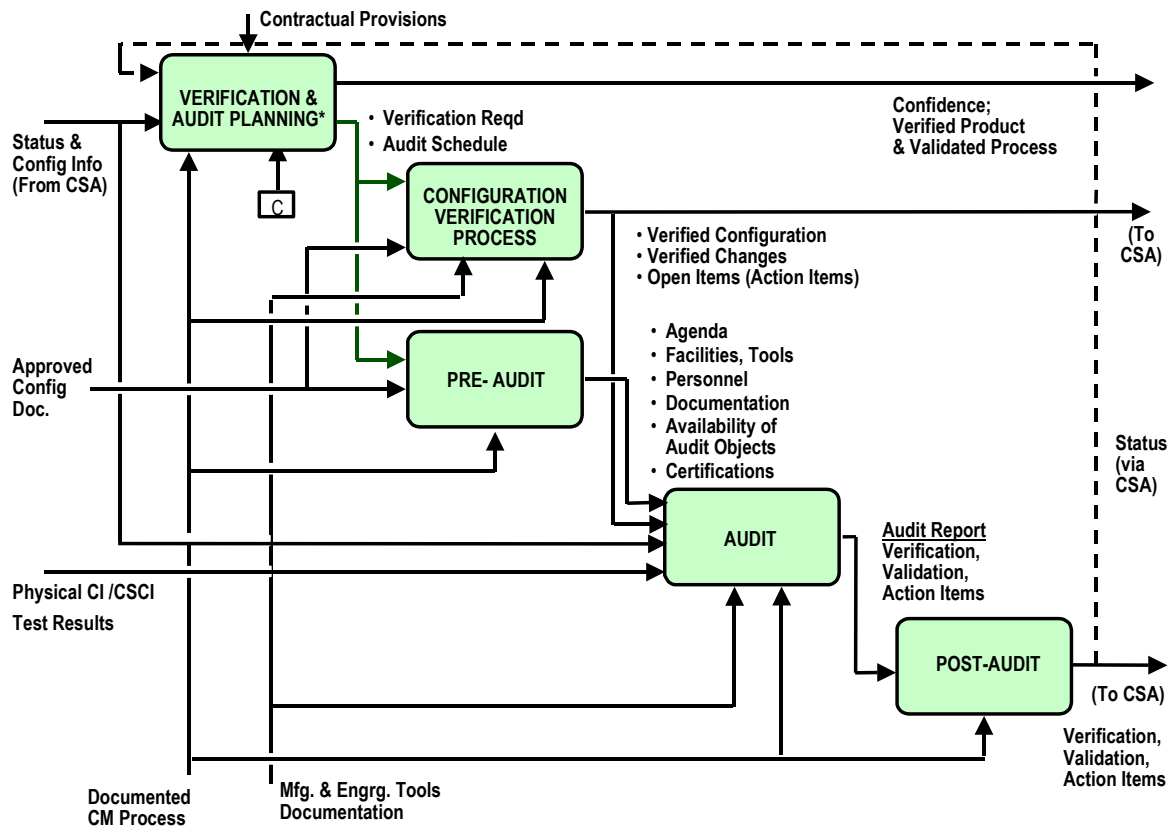 Contractual Provisions
VERIFICATION &
AUDIT PLANNING*
Confidence;
Verified Product
& Validated Process
• Verification Reqd
• Audit Schedule
Status &
Config Info
(From CSA)
C
CONFIGURATION
VERIFICATION
PROCESS
• Verified Configuration
• Verified Changes
• Open Items (Action Items)
(To
CSA)
Approved
Config
Doc.
PRE- AUDIT
• Agenda
• Facilities, Tools
• Personnel
• Documentation
• Availability of
Audit Objects
• Certifications
Status
(via
CSA)
AUDIT
Audit Report
Verification,
Validation,
Action Items
Physical CI /CSCI
Test Results
POST-AUDIT
(To CSA)
Verification,
Validation,
Action Items
Documented
CM Process
Mfg. & Engrg. Tools
Documentation